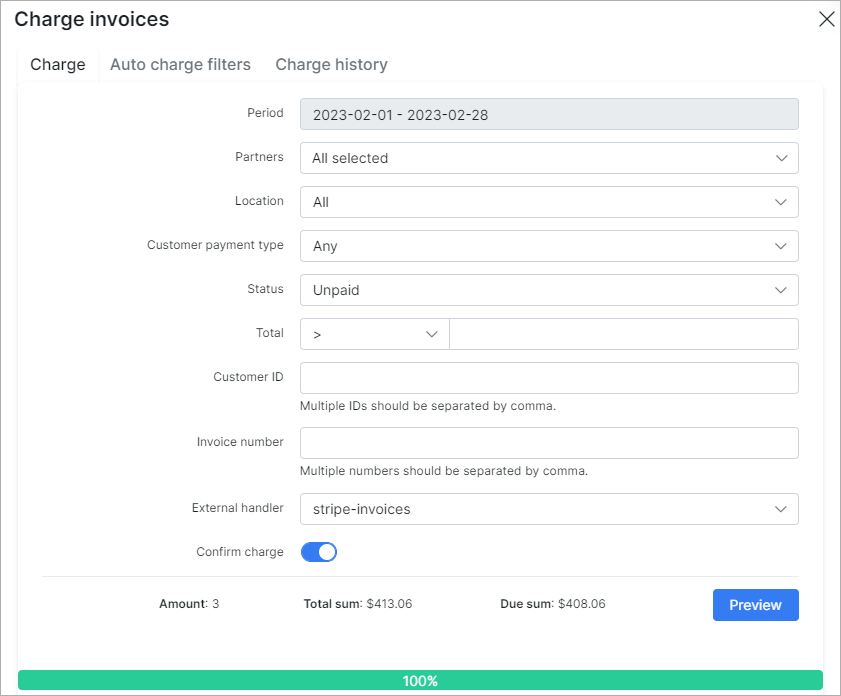 Charge invoices
Charge Auto charge filters Charge history
Period 2023-02-01 - 2023-02-28
Partners All selected
Location All
Customer payment type Any
Status Unpaid
Total >
Customer ID
Multiple IDs should be separated by comma.
Invoice number
Multiple numbers should be separated by comma.
External handler stripe-invoices
Confirm charge
Amount: 3 Total sum: $413.06 Due sum: $408.06 Preview
100%